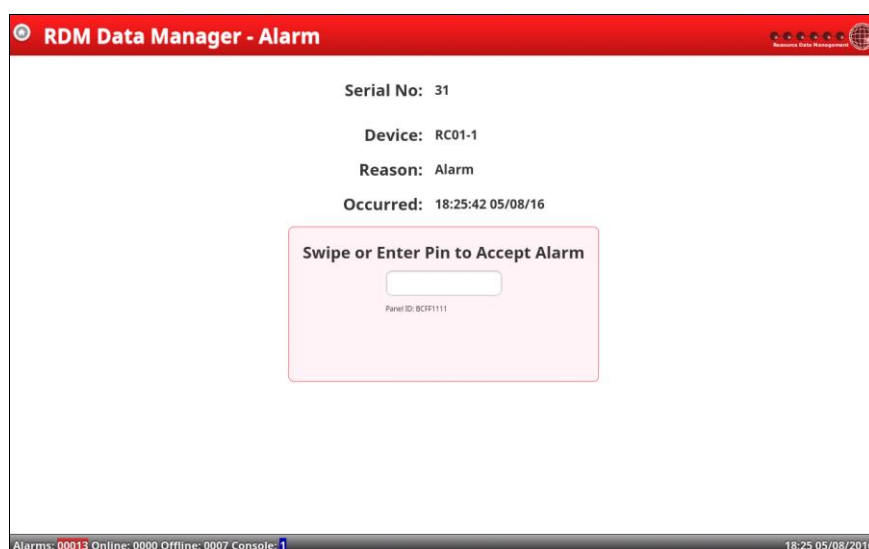 RDM Data Manager - Alarm
Resource Data Management
Serial No: 31
Device: RC01-1
Reason: Alarm
Occurred: 18:25:42 05/08/16
Swipe or Enter Pin to Accept Alarm
Panel ID: BCFF1111
Alarms: 00013 Online: 0000 Offline: 0007 Console: 1
18:25 05/08/201